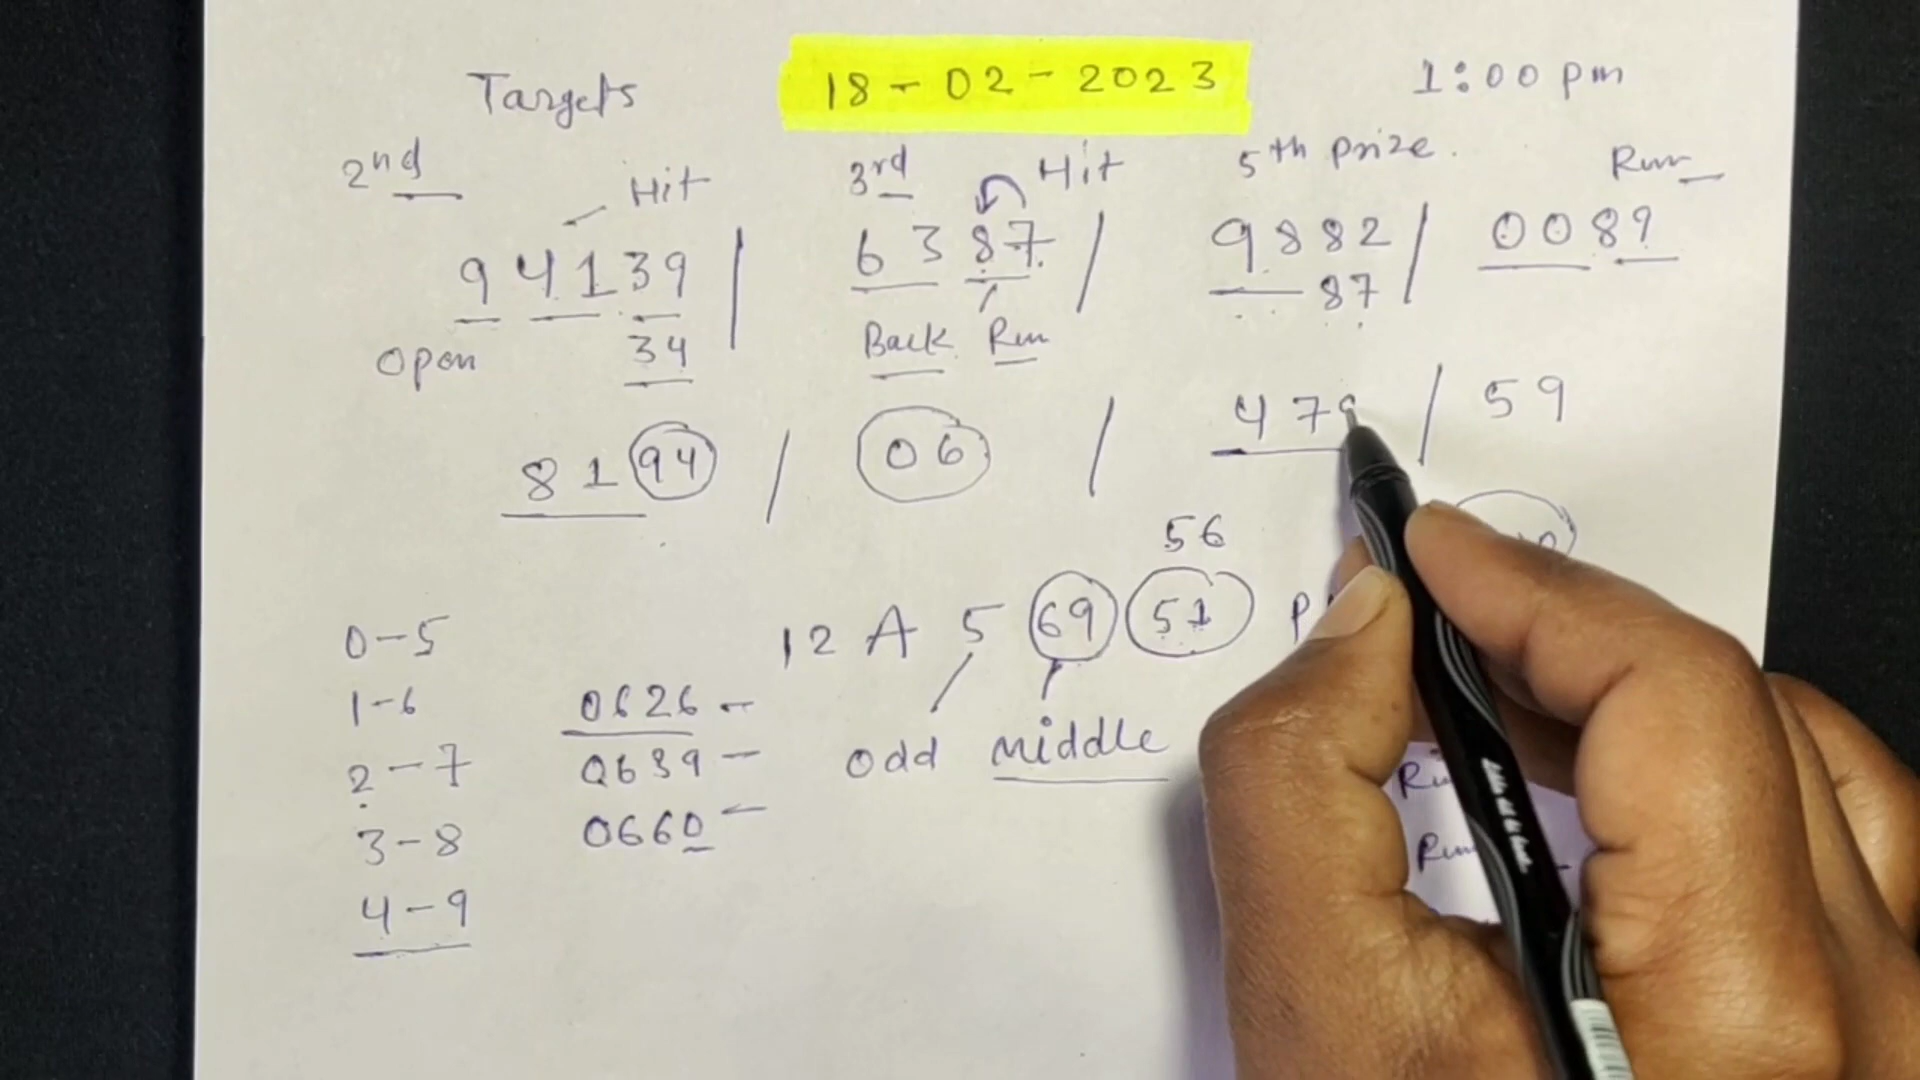 Targets 18-02-2023 1:00 pm
2nd Hit 3rd Hit 5th prize. Run
94139 / 6387 / 9882 / 0089
34 87
Open Back Run
8194 / 06 / 479 / 59
56
12 A 5 69 51
0-5
1-6 0626 -
2-7 0639 - odd middle
3-8 0660 -
4-9